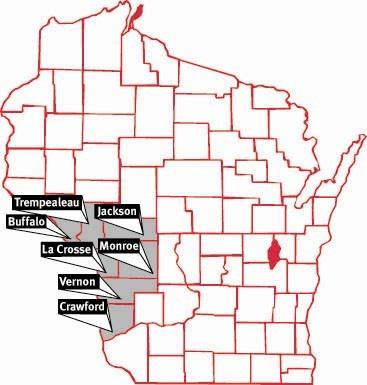 Trempealeau
Jackson
Buffalo
Monroe
La Crosse
Vernon
Crawford